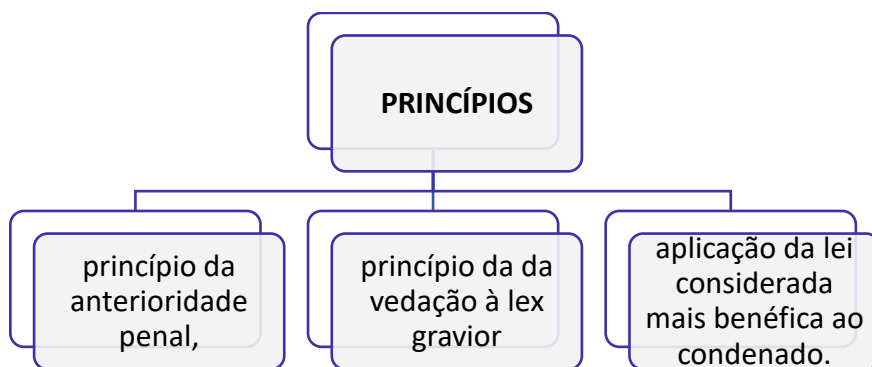 PRINCÍPIOS
princípio da
anterioridade
penal,
princípio da da
vedação à lex
gravior
aplicação da lei
considerada
mais benéfica ao
condenado.